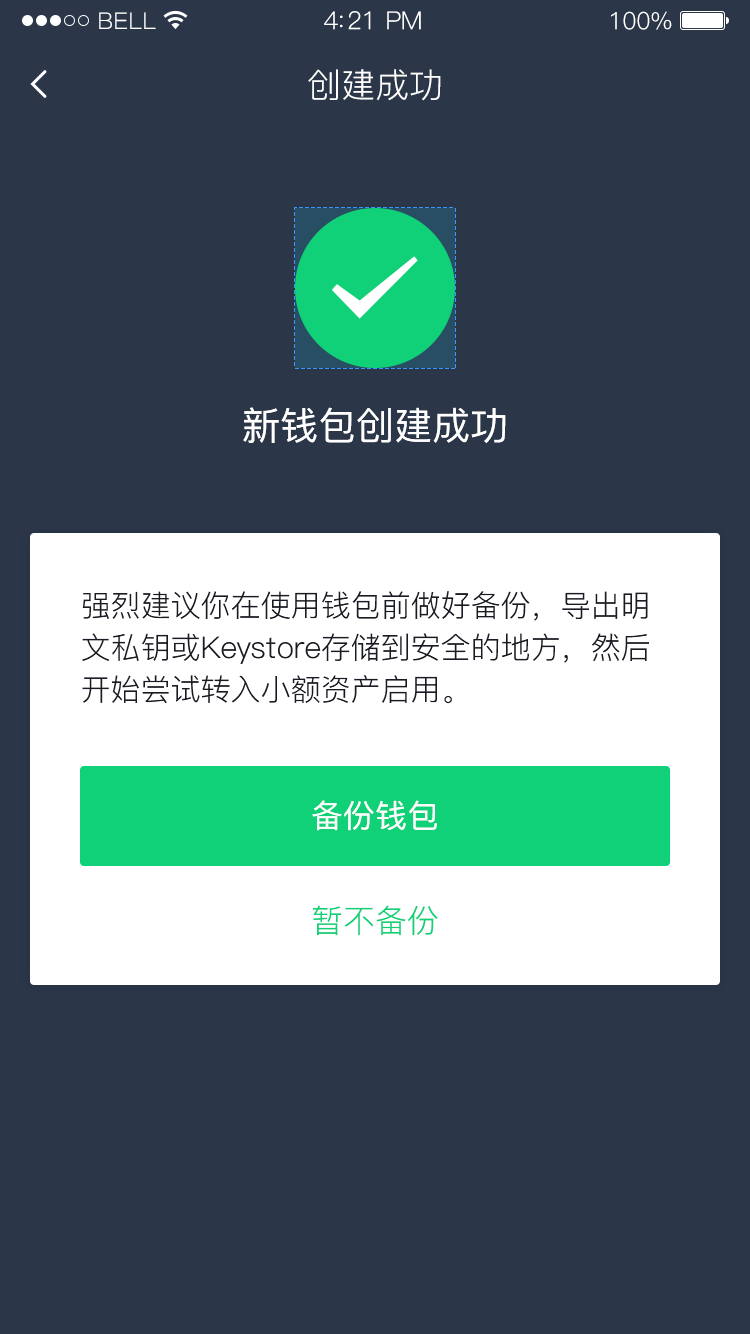 BELL 4:21 PM 100%
创建成功
新钱包创建成功
强烈建议你在使用钱包前做好备份，导出明
文私钥或Keystore存储到安全的地方，然后
开始尝试转入小额资产启用。
备份钱包
暂不备份